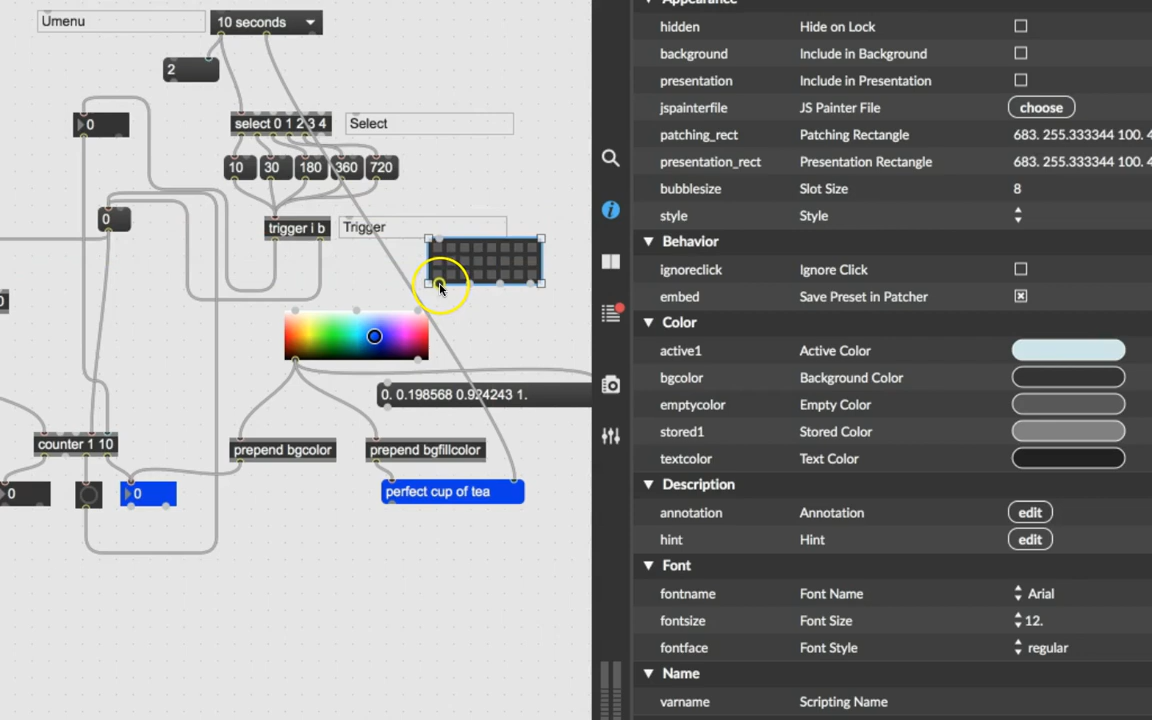 Umenu
10 seconds
2
0
select 0 1 2 3 4
Select
10
30
180
360
720
0
trigger i b
Trigger
0. 0.198568 0.924243 1.
counter 1 10
prepend bgcolor
prepend bgfillcolor
0
0
perfect cup of tea
hidden Hide on Lock
background Include in Background
presentation Include in Presentation
jspainterfile JS Painter File choose
patching_rect Patching Rectangle 683. 255.333344 100. 4
presentation_rect Presentation Rectangle 683. 255.333344 100. 4
bubblesize Slot Size 8
style Style
Behavior
ignoreclick Ignore Click
embed Save Preset in Patcher
Color
active1 Active Color
bgcolor Background Color
emptycolor Empty Color
stored1 Stored Color
textcolor Text Color
Description
annotation Annotation edit
hint Hint edit
Font
fontname Font Name Arial
fontsize Font Size 12.
fontface Font Style regular
Name
varname Scripting Name